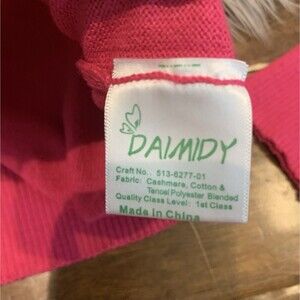 DAIMIDY
Craft No. 513-6277-01
Fabric: Cashmere, Cotton &
Tencel Polyester Blended
Quality Class Level: 1st Class
Made in China